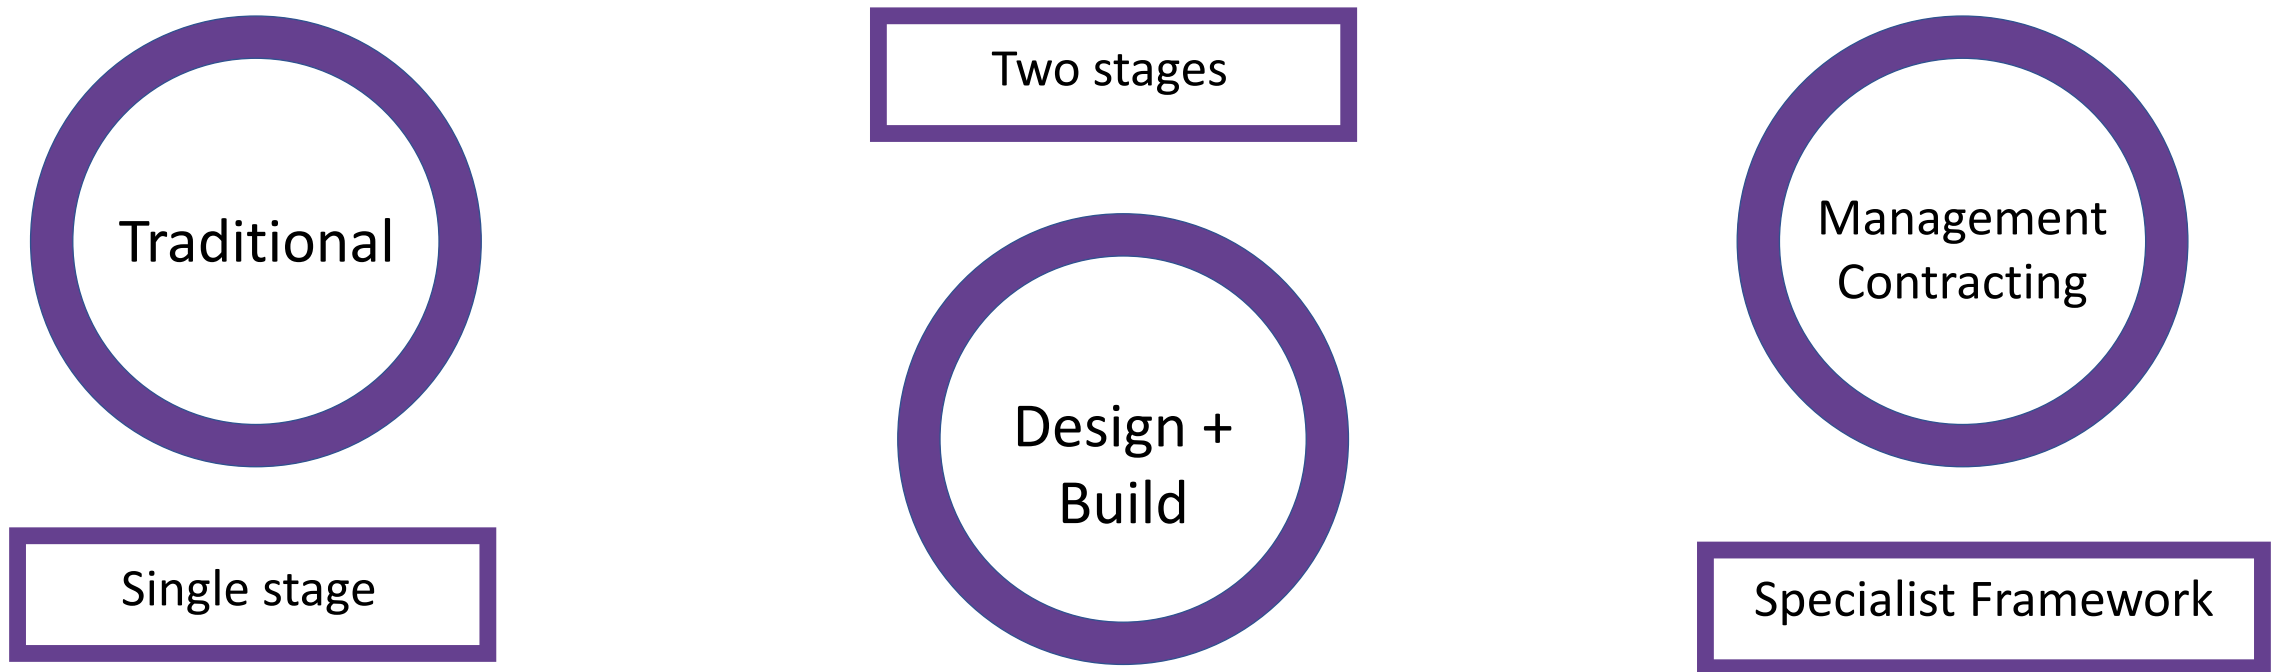 Traditional
Single stage
Two stages
Design +
Build
Management
Contracting
Specialist Framework